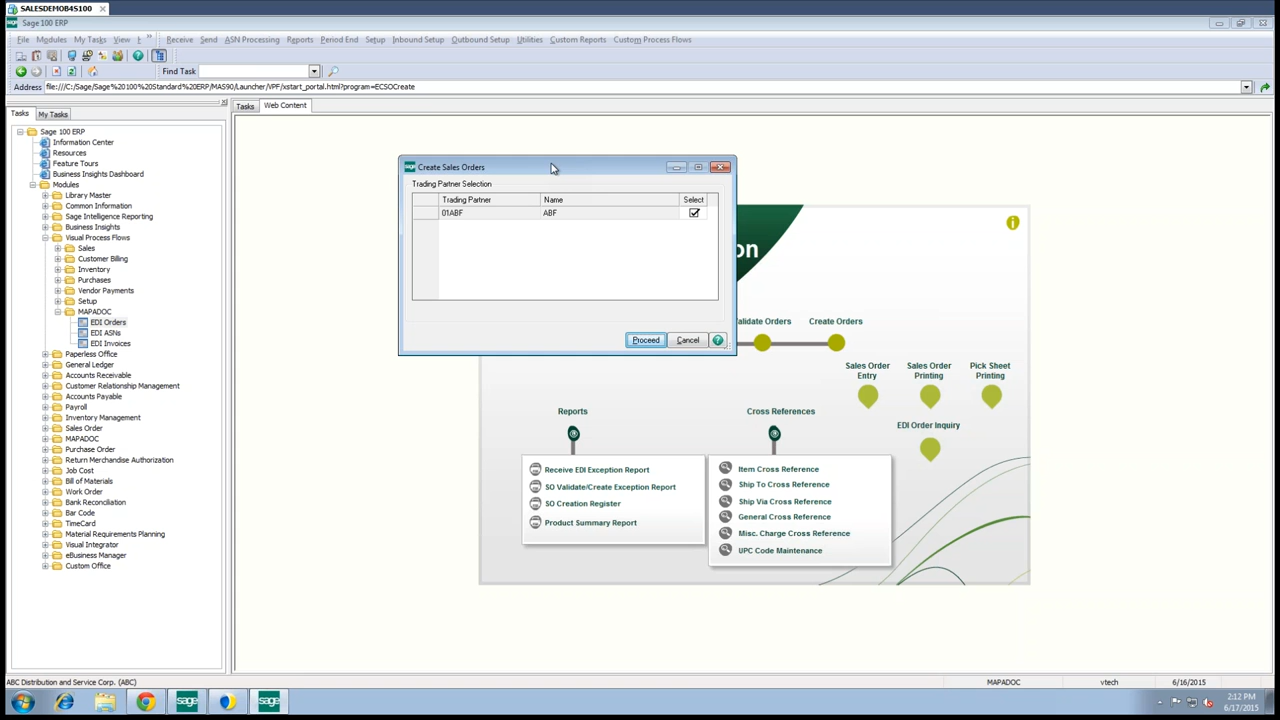 SALESDEMOB4S100
Sage 100 ERP
File Modules My Tasks View Receive Send ASN Processing Reports Period End Setup Inbound Setup Outbound Setup Utilities Custom Reports Custom Process Flows
Find Task
Address file:///C:/Sage/Sage%20100%20Standard%20ERP/MAS90/Launcher/VPF/xstart_portal.html?program=ECSOCreate
Tasks My Tasks
Tasks Web Content
Sage 100 ERP
Information Center
Resources
Feature Tours
Business Insights Dashboard
Modules
Library Master
Common Information
Sage Intelligence Reporting
Business Insights
Visual Process Flows
Sales
Customer Billing
Inventory
Purchases
Vendor Payments
Setup
MAPADOC
EDI Orders
EDI ASNs
EDI Invoices
Paperless Office
General Ledger
Accounts Receivable
Customer Relationship Management
Accounts Payable
Payroll
Inventory Management
Sales Order
MAPADOC
Purchase Order
Return Merchandise Authorization
Job Cost
Bill of Materials
Work Order
Bank Reconciliation
Bar Code
TimeCard
Material Requirements Planning
Visual Integrator
eBusiness Manager
Custom Office
sage Create Sales Orders
Trading Partner Selection
Trading Partner Name Select
01ABF ABF
Proceed Cancel
on
alidate Orders Create Orders
Sales Order Entry
Sales Order Printing
Pick Sheet Printing
EDI Order Inquiry
Reports
Receive EDI Exception Report
SO Validate/Create Exception Report
SO Creation Register
Product Summary Report
Cross References
Item Cross Reference
Ship To Cross Reference
Ship Via Cross Reference
General Cross Reference
Misc. Charge Cross Reference
UPC Code Maintenance
ABC Distribution and Service Corp. (ABC) MAPADOC vtech 6/16/2015
sage sage
2:12 PM
6/17/2015